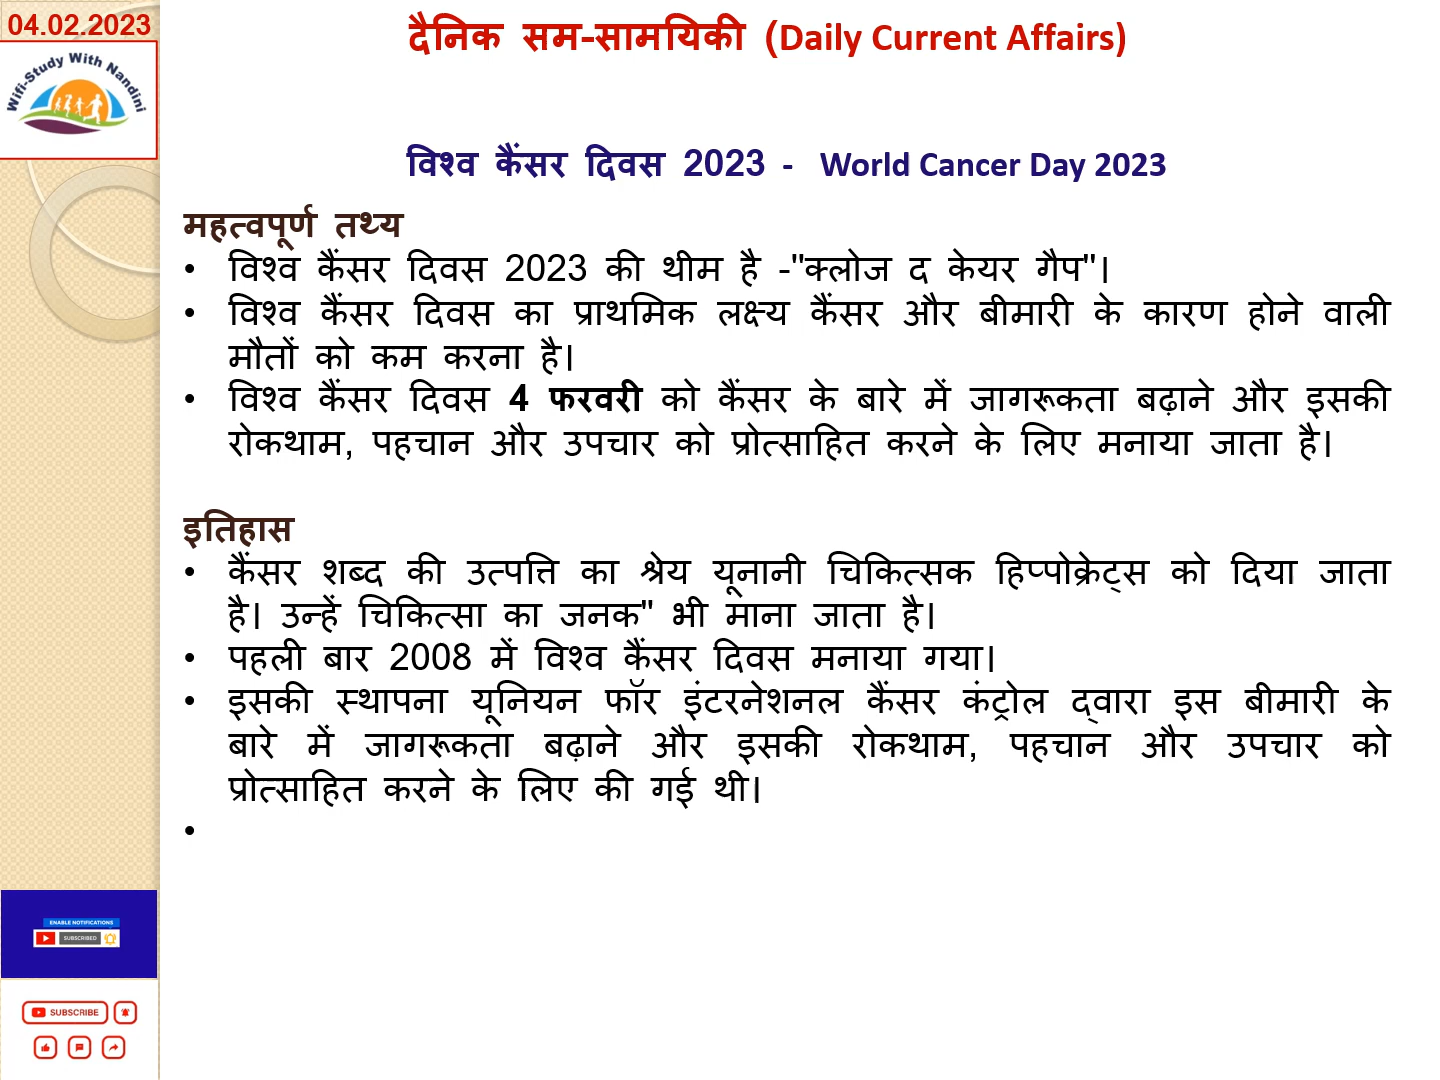 04.02.2023
Wifi-Study With Nandini
दैनिक सम-सामयिकी (Daily Current Affairs)
विश्व कैंसर दिवस 2023 - World Cancer Day 2023
महत्वपूर्ण तथ्य
• विश्व कैंसर दिवस 2023 की थीम है -"क्लोज द केयर गैप"।
• विश्व कैंसर दिवस का प्राथमिक लक्ष्य कैंसर और बीमारी के कारण होने वाली
मौतों को कम करना है।
• विश्व कैंसर दिवस 4 फरवरी को कैंसर के बारे में जागरूकता बढ़ाने और इसकी
रोकथाम, पहचान और उपचार को प्रोत्साहित करने के लिए मनाया जाता है।
इतिहास
• कैंसर शब्द की उत्पत्ति का श्रेय यूनानी चिकित्सक हिप्पोक्रेट्स को दिया जाता
है। उन्हें चिकित्सा का जनक" भी माना जाता है।
• पहली बार 2008 में विश्व कैंसर दिवस मनाया गया।
• इसकी स्थापना यूनियन फॉर इंटरनेशनल कैंसर कंट्रोल द्वारा इस बीमारी के
बारे में जागरूकता बढ़ाने और इसकी रोकथाम, पहचान और उपचार को
प्रोत्साहित करने के लिए की गई थी।
•
ENABLE NOTIFICATIONS
SUBSCRIBED
SUBSCRIBE